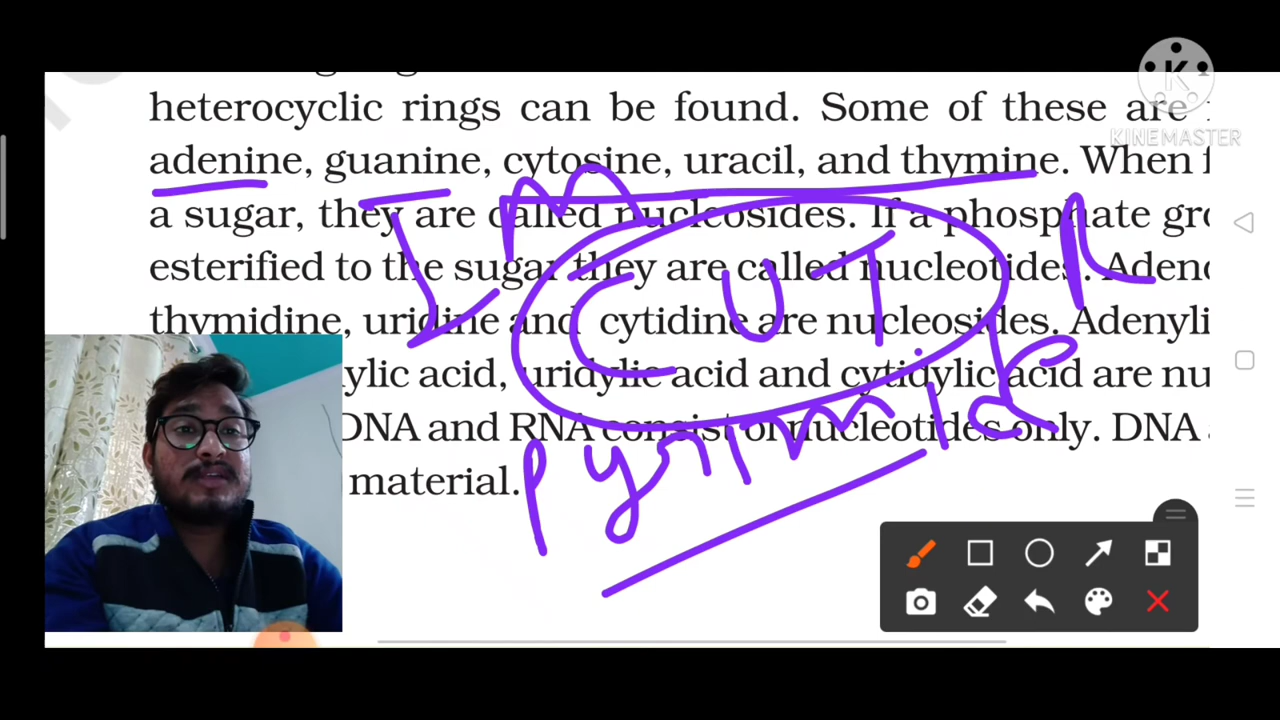 heterocyclic rings can be found. Some of these are
KINEMASTER
adenine, guanine, cytosine, uracil, and thymine. When f
a sugar, they are called nucleosides. If a phosphate gro
esterified to the sugar they are called nucleotides. Adeno
thymidine, uridine and cytidine are nucleosides. Adenyli
ylic acid, uridylic acid and cytidylic acid are nu
DNA and RNA consist of nucleotides only. DNA
material.
I m
CUT
pyrimid